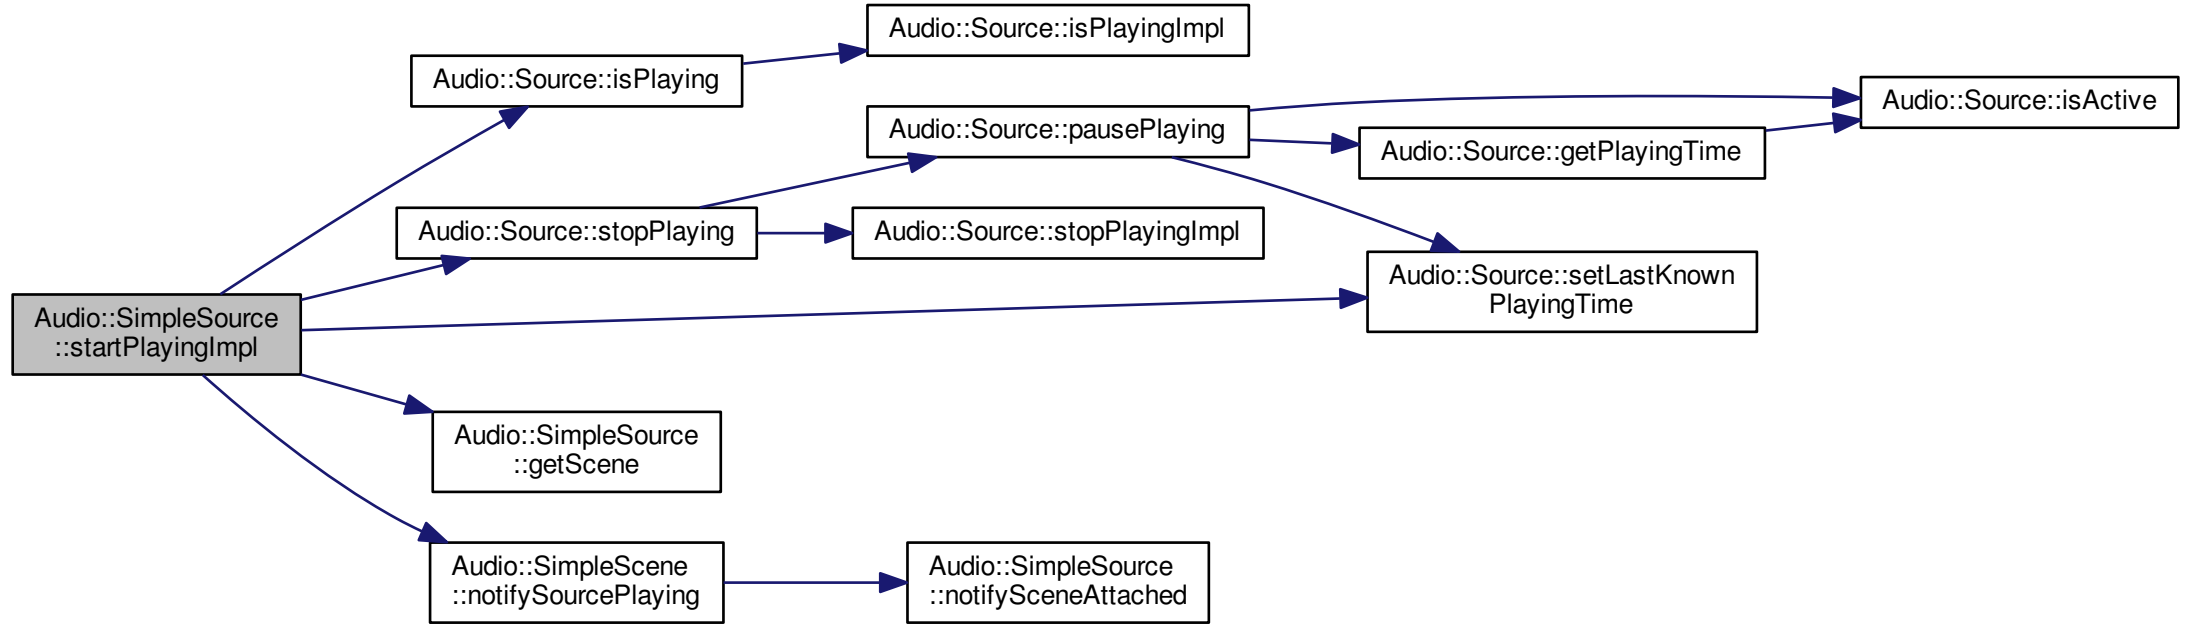 Audio::Source::isPlayingImpl
Audio::Source::isPlaying
Audio::Source::isActive
Audio::Source::pausePlaying
Audio::Source::getPlayingTime
Audio::Source::stopPlaying
Audio::Source::stopPlayingImpl
Audio::Source::setLastKnown
PlayingTime
Audio::SimpleSource
::startPlayingImpl
Audio::SimpleSource
::getScene
Audio::SimpleScene
::notifySourcePlaying
Audio::SimpleSource
::notifySceneAttached